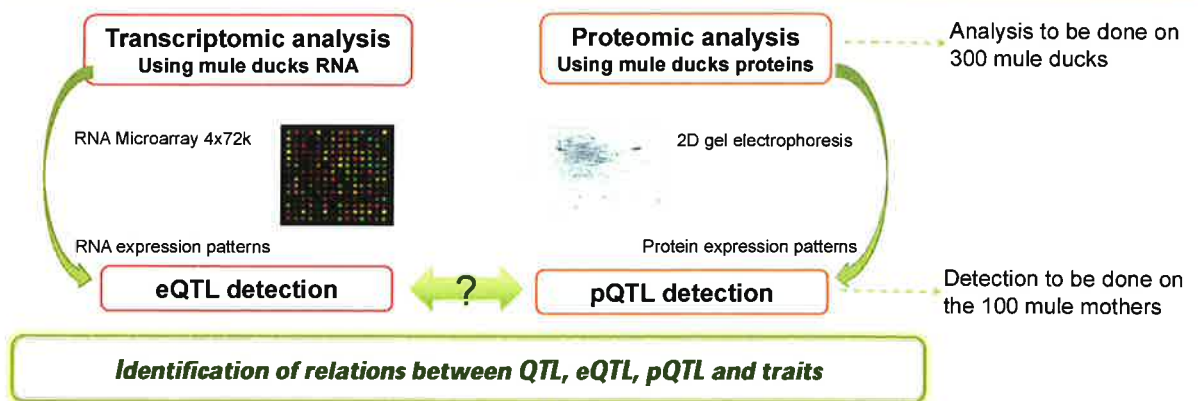 Transcriptomic analysis
Using mule ducks RNA
Proteomic analysis
Using mule ducks proteins
Analysis to be done on
300 mule ducks
RNA Microarray 4x72k
2D gel electrophoresis
RNA expression patterns
Protein expression patterns
eQTL detection
?
pQTL detection
Detection to be done on
the 100 mule mothers
Identification of relations between QTL, eQTL, pQTL and traits